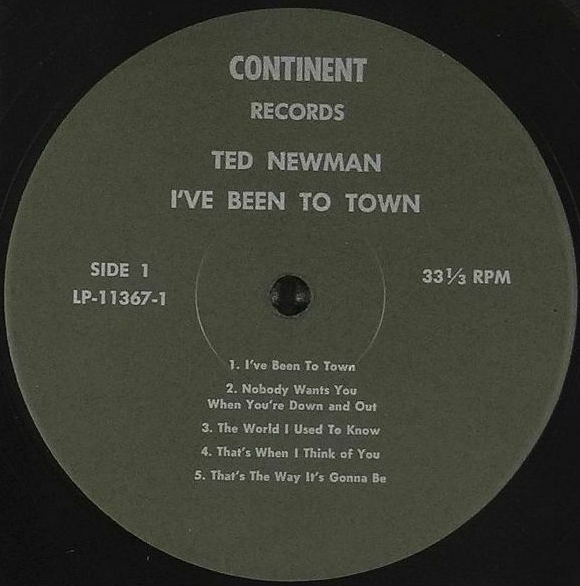 CONTINENT
RECORDS
TED NEWMAN
I'VE BEEN TO TOWN
SIDE 1
LP-11367-1
33⅓ RPM
1. I've Been To Town
2. Nobody Wants You
When You're Down and Out
3. The World I Used To Know
4. That's When I Think of You
5. That's The Way It's Gonna Be